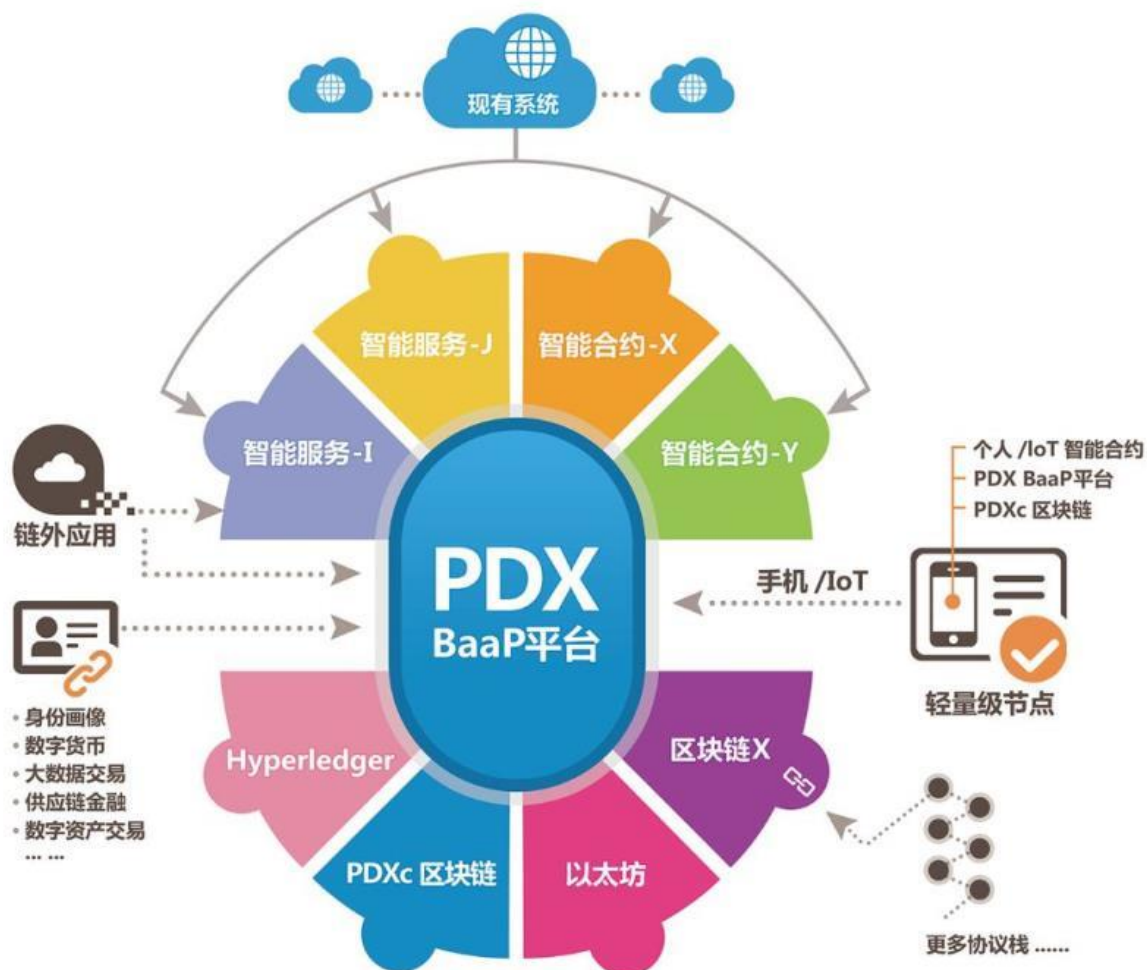 现有系统
智能服务-J
智能合约-X
智能服务-I
智能合约-Y
链外应用
个人 /IoT 智能合约
PDX BaaP平台
PDXc 区块链
PDX
BaaP平台
手机 /IoT
轻量级节点
• 身份画像
• 数字货币
• 大数据交易
• 供应链金融
• 数字资产交易
... ...
Hyperledger
区块链X
PDXc 区块链
以太坊
更多协议栈 ......